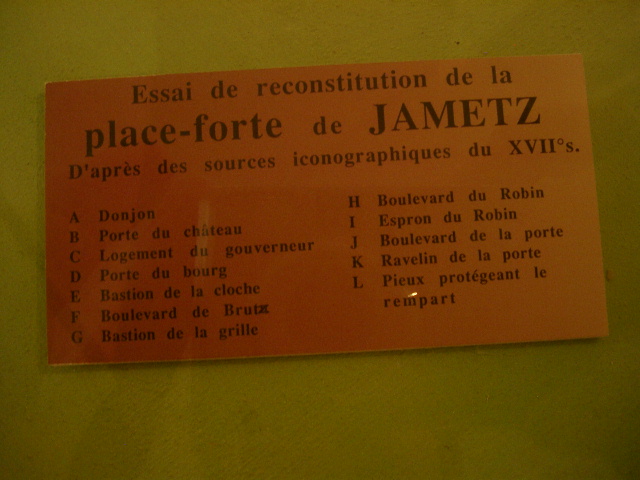 Essai de reconstitution de la
place-forte de JAMETZ
D'après des sources iconographiques du XVII°s.
A Donjon
B Porte du château
C Logement du gouverneur
D Porte du bourg
E Bastion de la cloche
F Boulevard de Brutz
G Bastion de la grille
H Boulevard du Robin
I Espron du Robin
J Boulevard de la porte
K Ravelin de la porte
L Pieux protégeant le
rempart